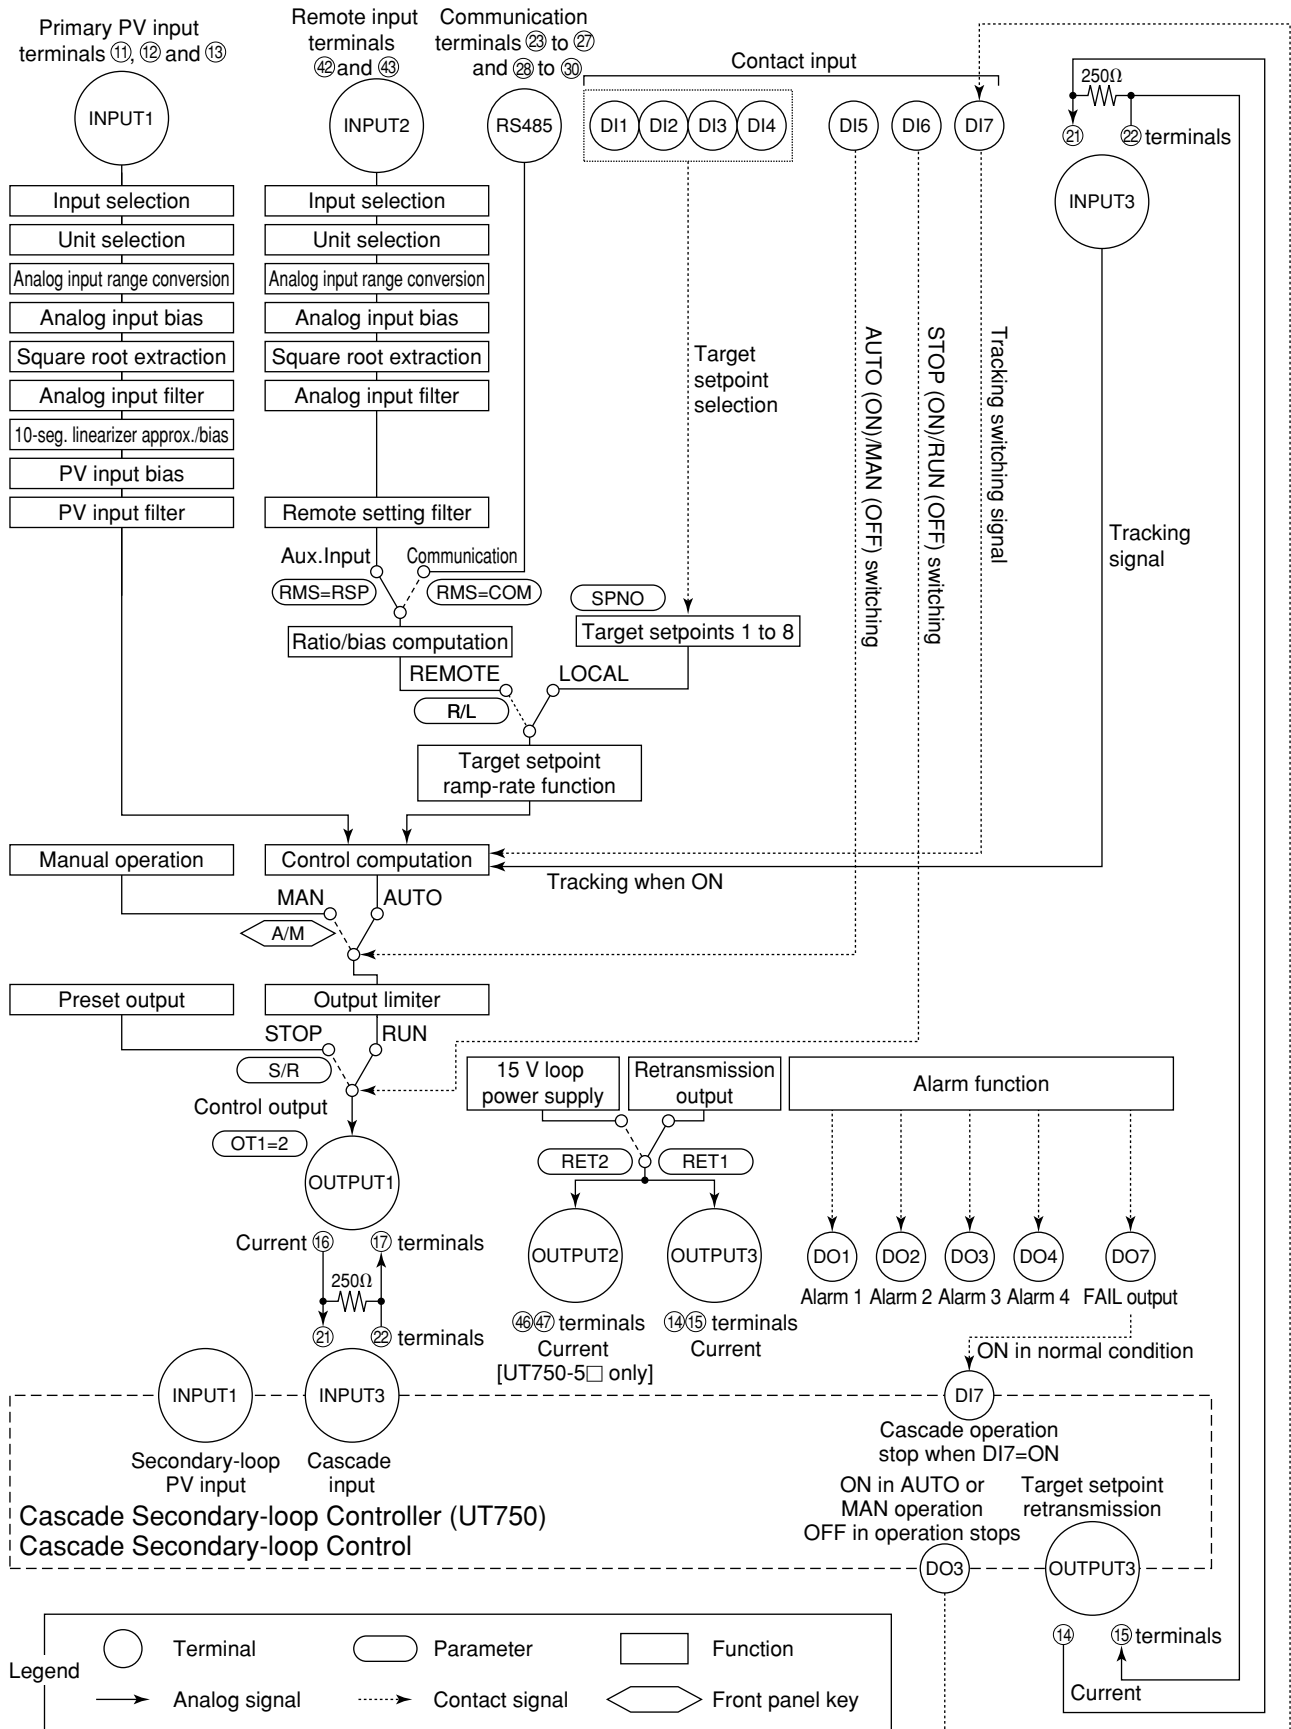 Primary PV input
terminals ⑪, ⑫ and ⑬
Remote input
terminals
㊷ and ㊸
Communication
terminals ㉓ to ㉗
and ㉘ to ㉚
Contact input
INPUT1
INPUT2
RS485
DI1
DI2
DI3
DI4
DI5
DI6
DI7
250Ω
㉑
㉒ terminals
INPUT3
Input selection
Unit selection
Analog input range conversion
Analog input bias
Square root extraction
Analog input filter
10-seg. linearizer approx./bias
PV input bias
PV input filter
Input selection
Unit selection
Analog input range conversion
Analog input bias
Square root extraction
Analog input filter
Remote setting filter
Target
setpoint
selection
AUTO (ON)/MAN (OFF) switching
STOP (ON)/RUN (OFF) switching
Tracking switching signal
Tracking
signal
Aux.Input
Communication
RMS=RSP
RMS=COM
SPNO
Ratio/bias computation
Target setpoints 1 to 8
REMOTE
LOCAL
R/L
Target setpoint
ramp-rate function
Manual operation
Control computation
Tracking when ON
MAN
AUTO
A/M
Preset output
Output limiter
STOP
RUN
S/R
15 V loop
power supply
Retransmission
output
Alarm function
Control output
OT1=2
OUTPUT1
RET2
RET1
OUTPUT2
OUTPUT3
DO1
DO2
DO3
DO4
DO7
Current ⑯
⑰ terminals
250Ω
㉑
㉒ terminals
㊻㊼ terminals
Current
[UT750-5□ only]
⑭⑮ terminals
Current
Alarm 1
Alarm 2
Alarm 3
Alarm 4
FAIL output
ON in normal condition
INPUT1
INPUT3
DI7
Secondary-loop
PV input
Cascade
input
Cascade operation
stop when DI7=ON
ON in AUTO or
MAN operation
OFF in operation stops
Target setpoint
retransmission
Cascade Secondary-loop Controller (UT750)
Cascade Secondary-loop Control
DO3
OUTPUT3
⑭
⑮ terminals
Current
Legend
Terminal
Parameter
Function
Analog signal
Contact signal
Front panel key